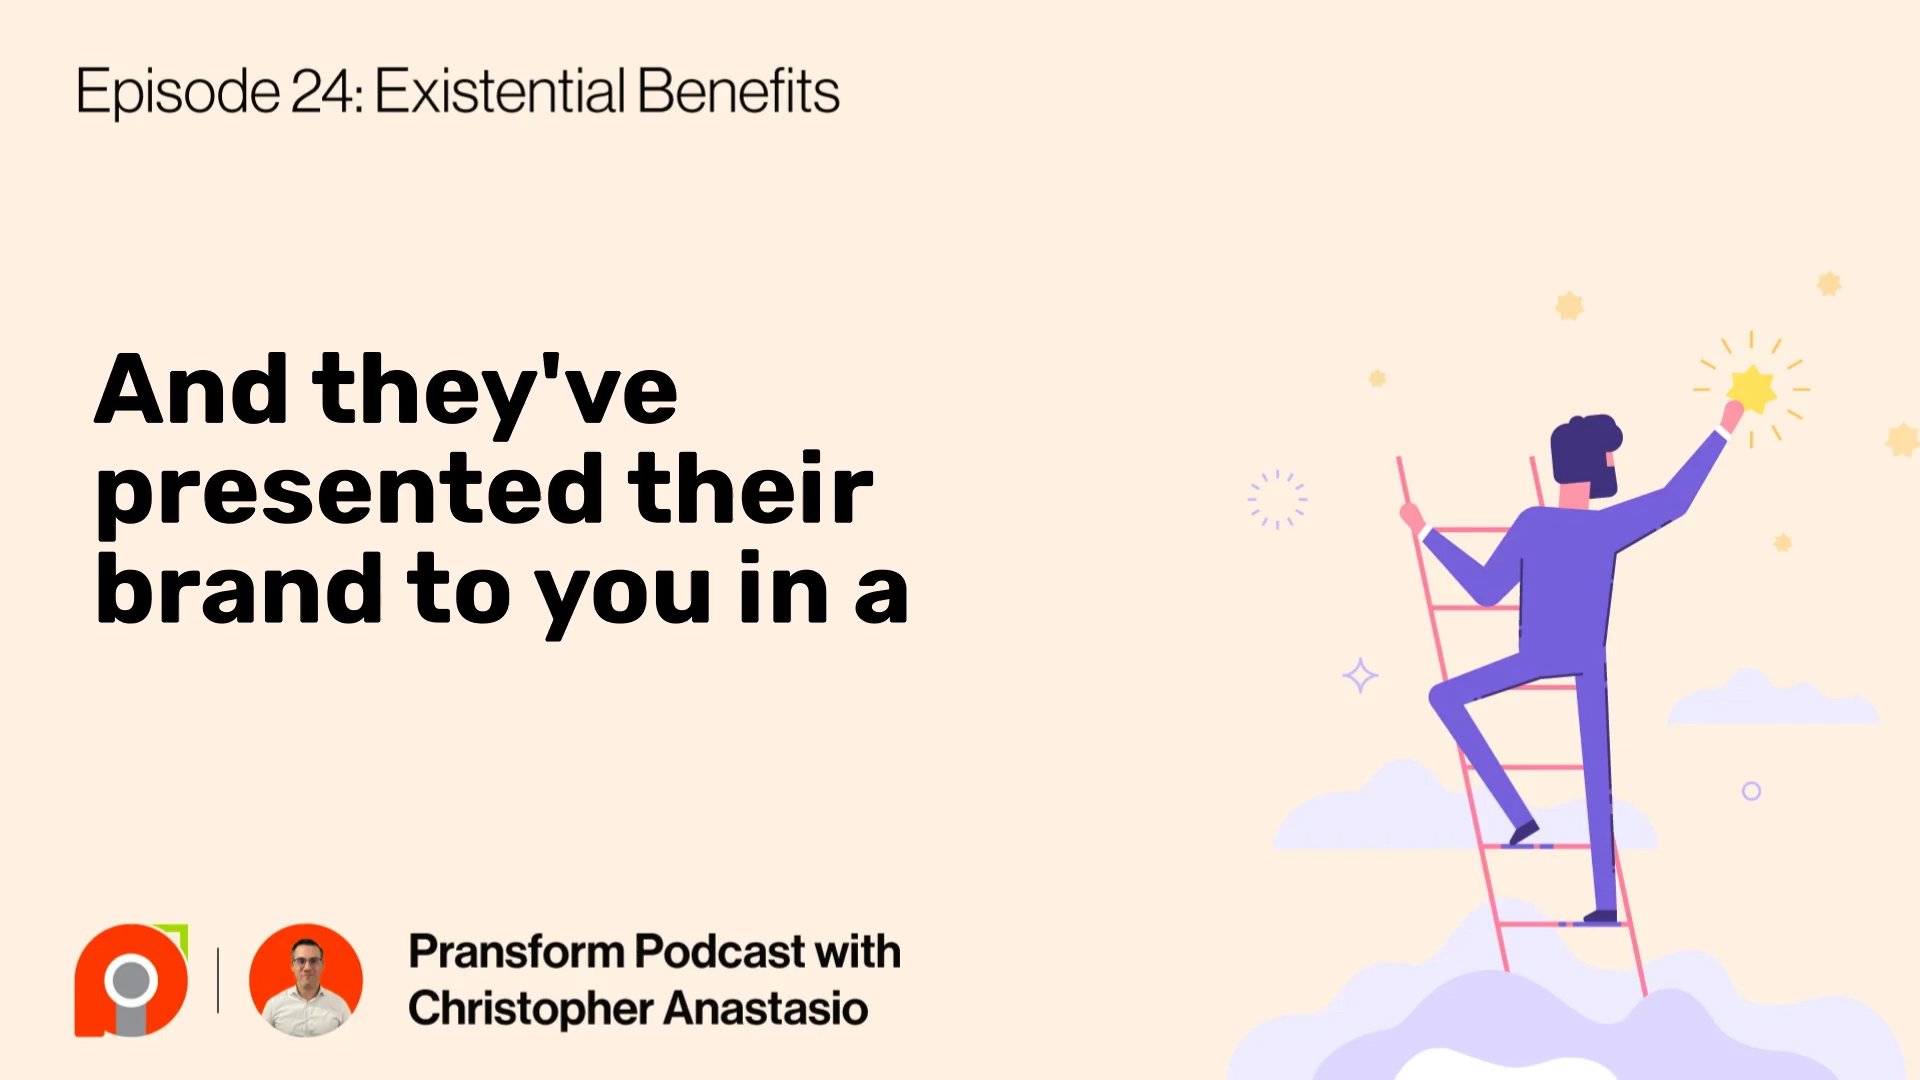 Episode 24: Existential Benefits
And they've
presented their
brand to you in a
Pransform Podcast with
Christopher Anastasio